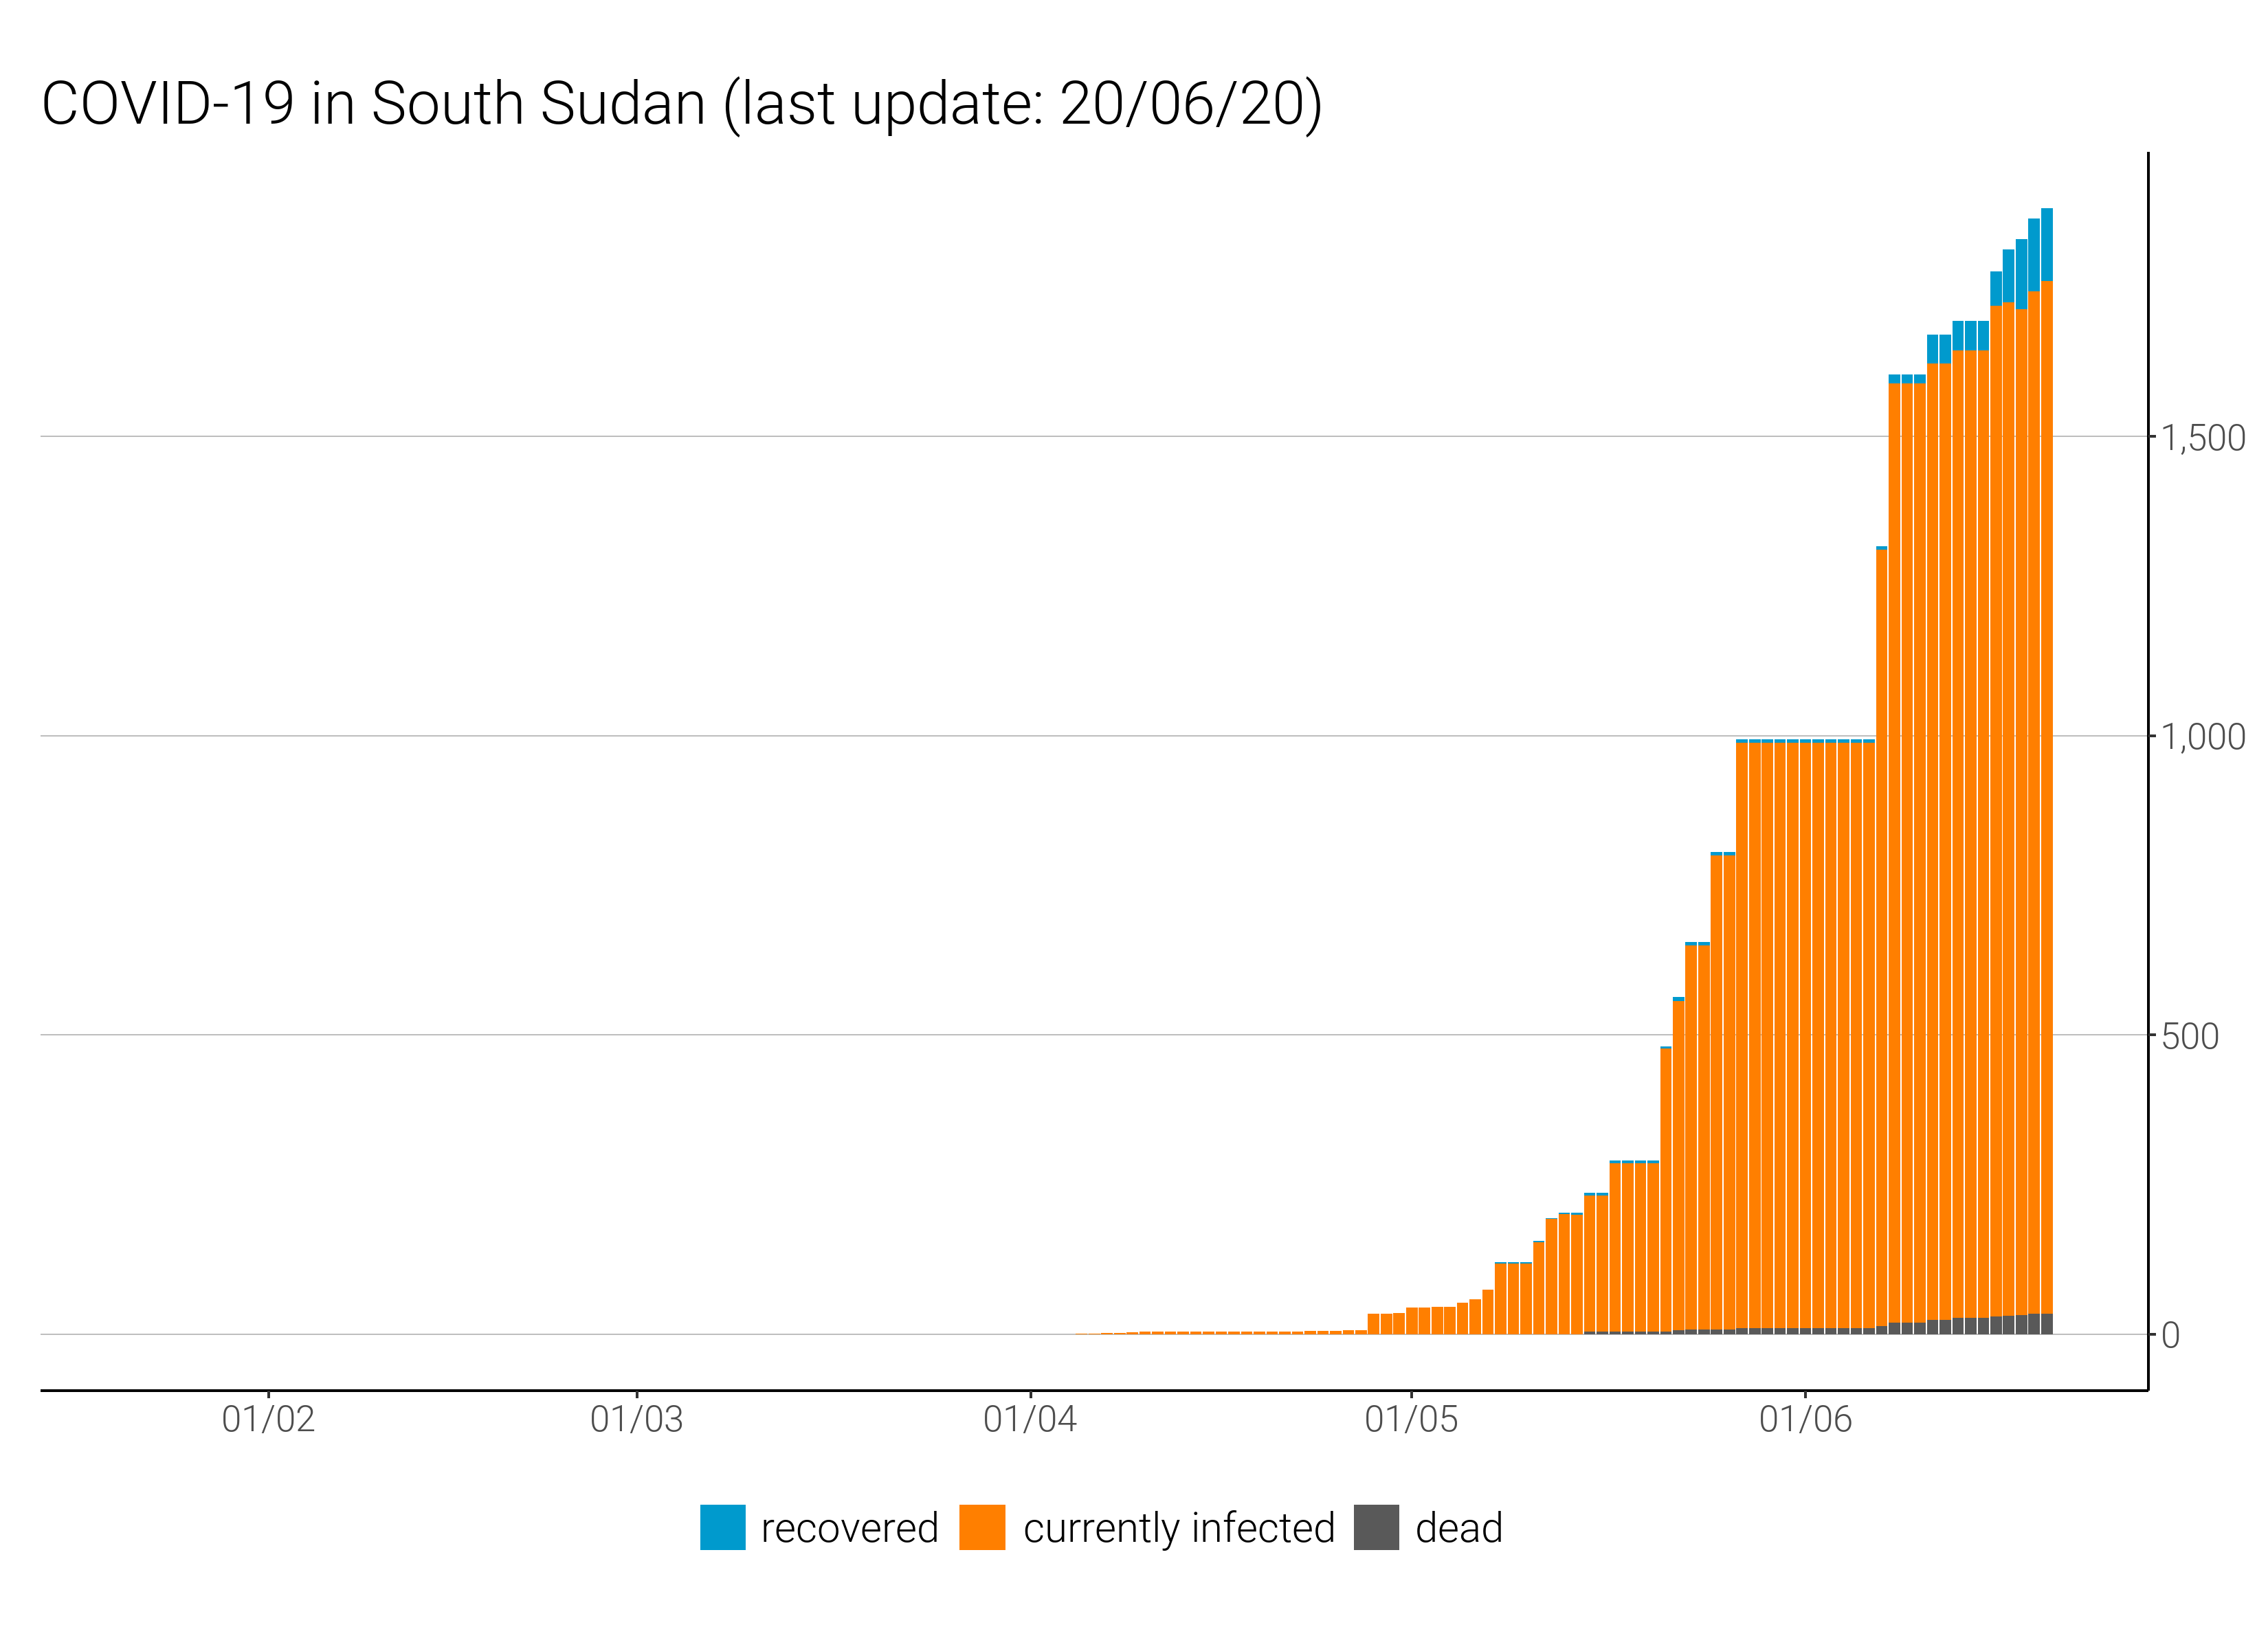 COVID-19 in South Sudan (last update: 20/06/20)
1,500
1,000
500
0
01/02 01/03 01/04 01/05 01/06
recovered currently infected dead